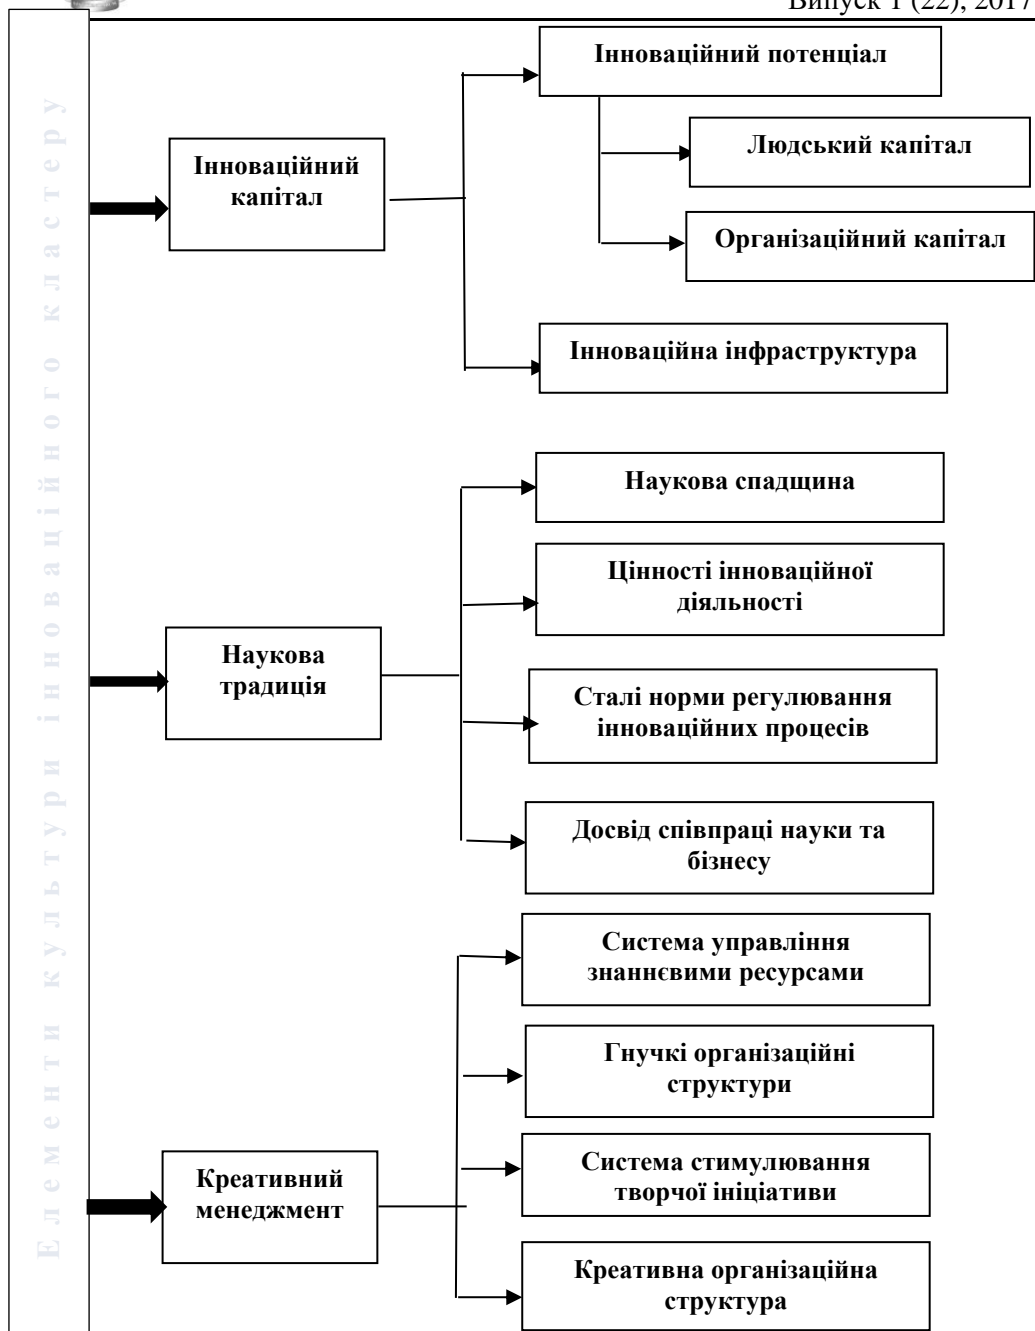 Випуск 1 (22), 2017
Елементи культури інноваційного кластеру
Інноваційний
капітал
Інноваційний потенціал
Людський капітал
Організаційний капітал
Інноваційна інфраструктура
Наукова
традиція
Наукова спадщина
Цінності інноваційної
діяльності
Сталі норми регулювання
інноваційних процесів
Досвід співпраці науки та
бізнесу
Креативний
менеджмент
Система управління
знаннєвими ресурсами
Гнучкі організаційні
структури
Система стимулювання
творчої ініціативи
Креативна організаційна
структура